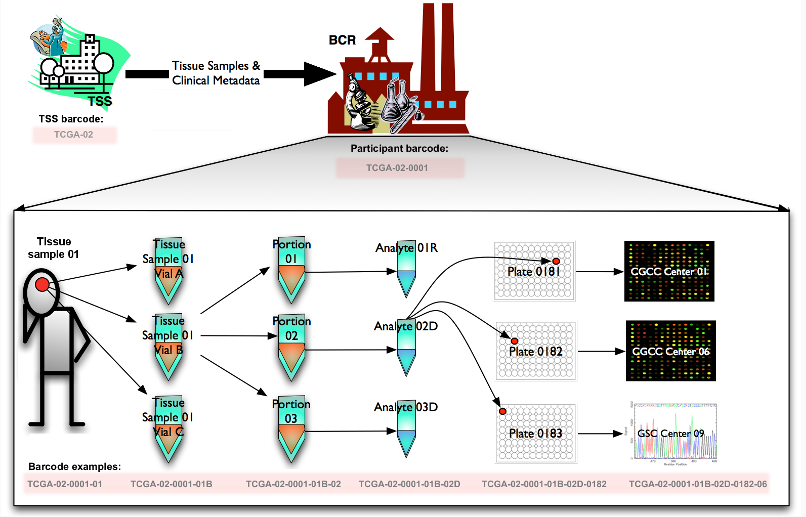 BCR
Tissue Samples &
Clinical Metadata
TSS
TSS barcode:
TCGA-02
Participant barcode:
TCGA-02-0001
Tissue
sample 01
Tissue
Sample 01
Vial A
Portion
01
Analyte 01R
Plate 0181
CGCC Center 01
Tissue
Sample 01
Vial B
Portion
02
Analyte 02D
Plate 0182
CGCC Center 06
Tissue
Sample 01
Vial C
Portion
03
Analyte 03D
Plate 0183
GSC Center 09
Barcode examples:
TCGA-02-0001-01
TCGA-02-0001-01B
TCGA-02-0001-01B-02
TCGA-02-0001-01B-02D
TCGA-02-0001-01B-02D-0182
TCGA-02-0001-01B-02D-0182-06